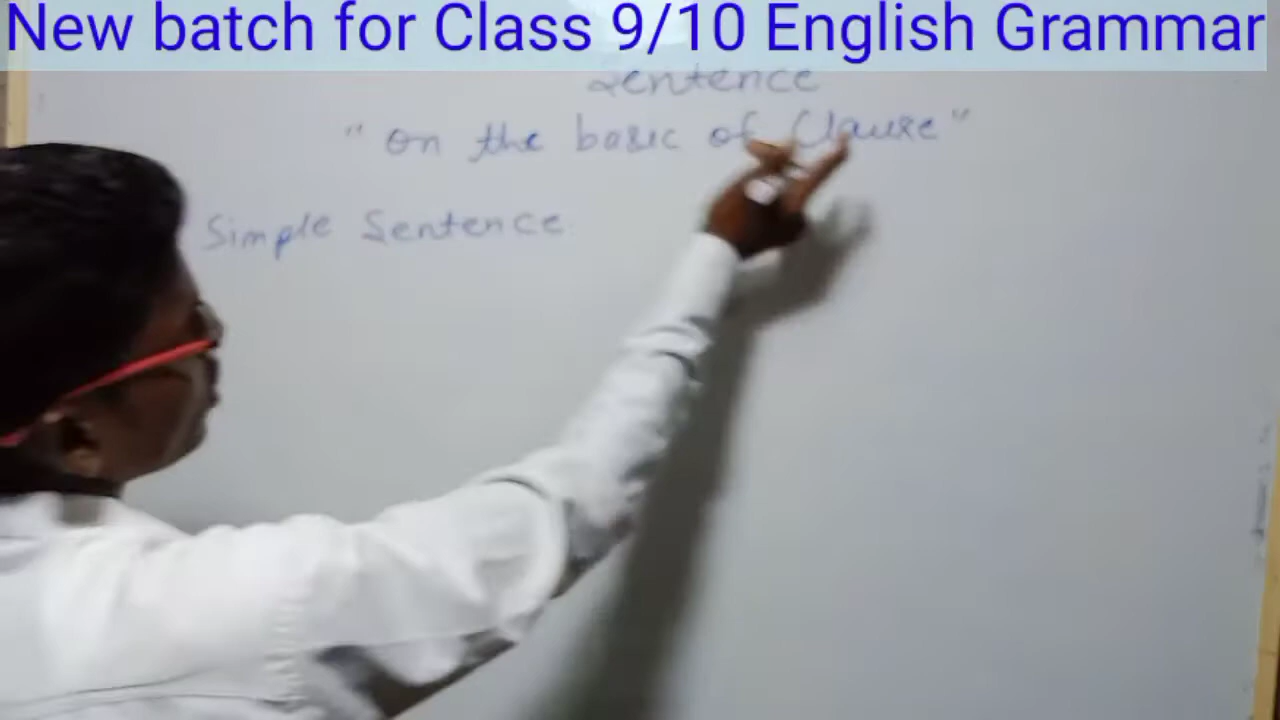 New batch for Class 9/10 English Grammar
Sentence
"on the basic of Clause"
Simple Sentence